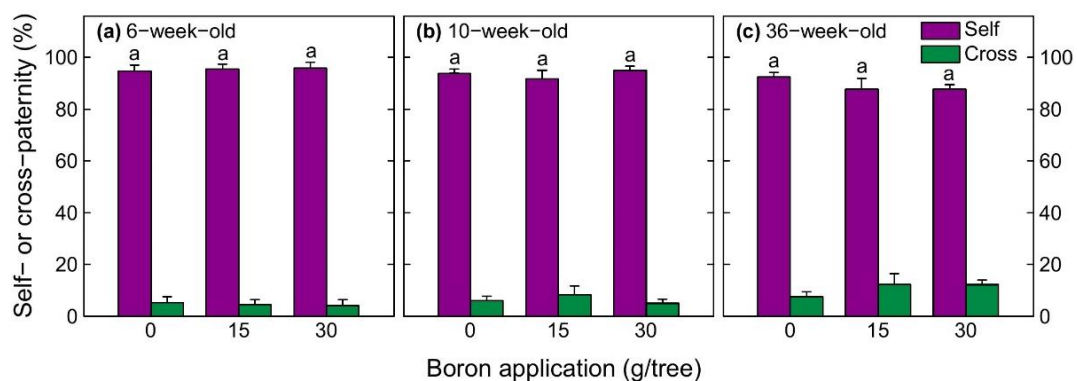 (a) 6−week−old
(b) 10−week−old
(c) 36−week−old
Self
Cross
Self− or cross−paternity (%)
100
80
60
40
20
0
a a a
a a a
a a a
100
80
60
40
20
0
0 15 30
0 15 30
0 15 30
Boron application (g/tree)